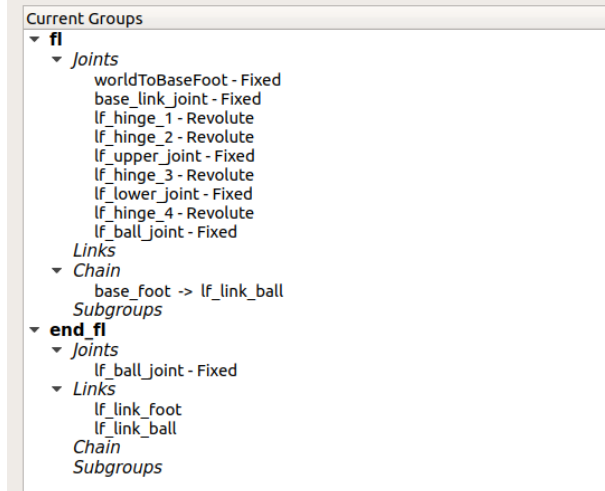 Current Groups
fl
Joints
worldToBaseFoot - Fixed
base_link_joint - Fixed
lf_hinge_1 - Revolute
lf_hinge_2 - Revolute
lf_upper_joint - Fixed
lf_hinge_3 - Revolute
lf_lower_joint - Fixed
lf_hinge_4 - Revolute
lf_ball_joint - Fixed
Links
Chain
base_foot -> lf_link_ball
Subgroups
end_fl
Joints
lf_ball_joint - Fixed
Links
lf_link_foot
lf_link_ball
Chain
Subgroups